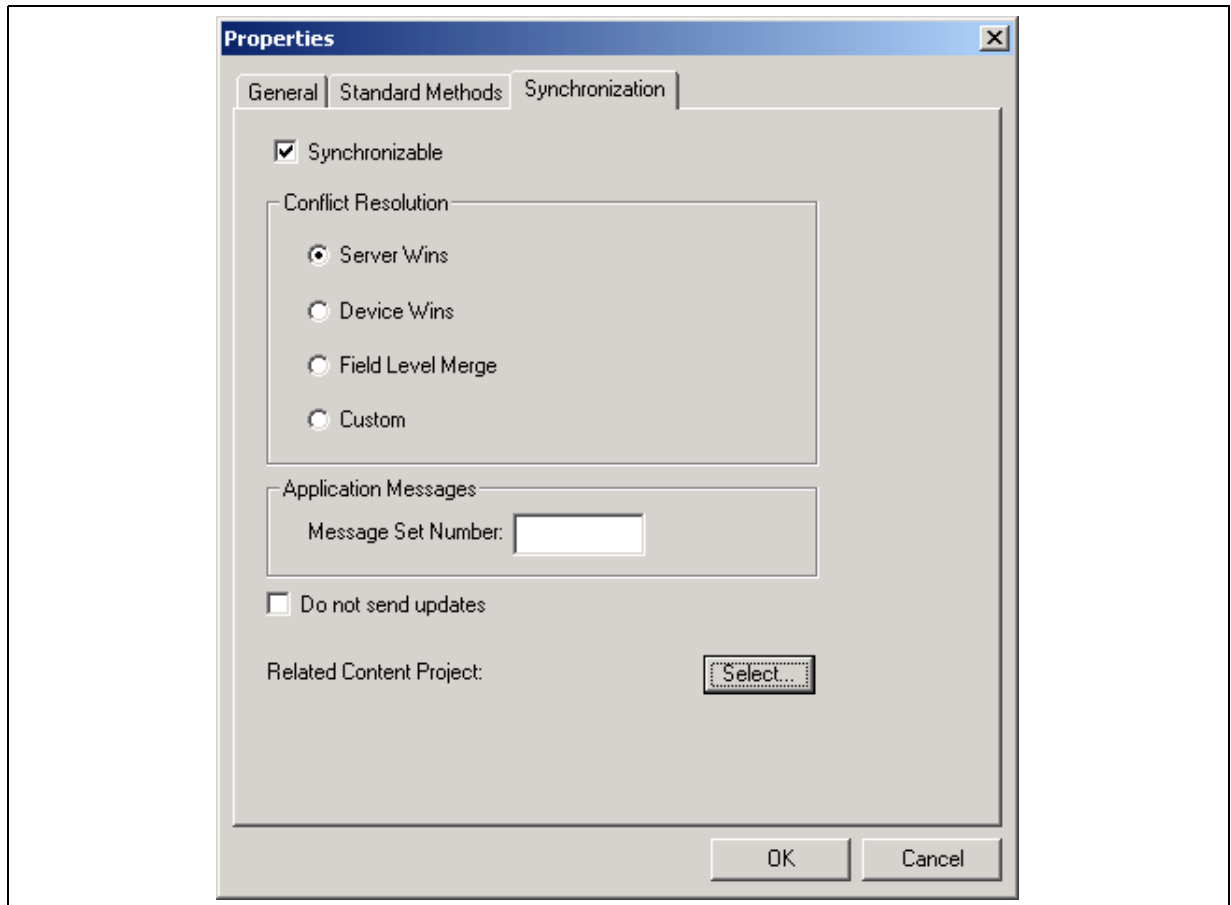 Properties
General Standard Methods Synchronization
Synchronizable
Conflict Resolution
Server Wins
Device Wins
Field Level Merge
Custom
Application Messages
Message Set Number:
Do not send updates
Related Content Project: Select...
OK Cancel